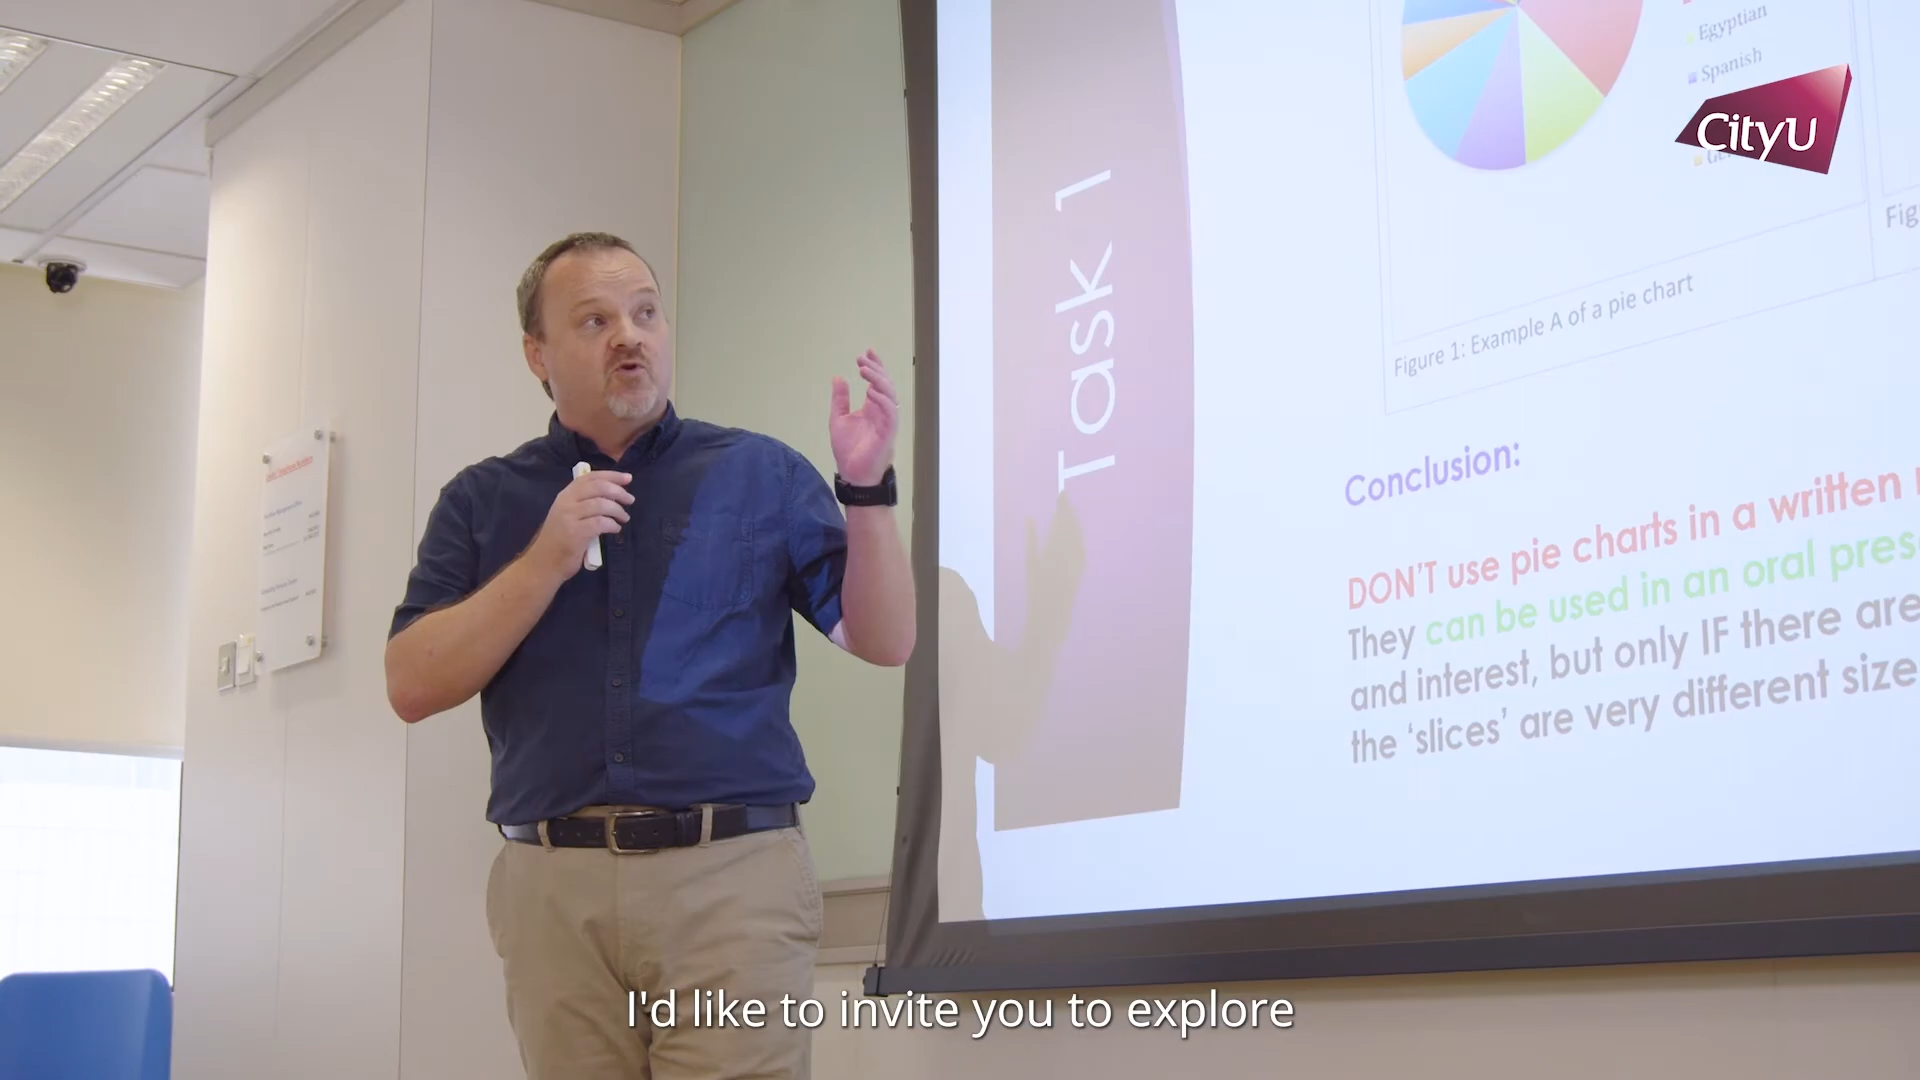 Egyptian
Spanish
CityU
Task 1
Figure 1: Example A of a pie chart
Fig
Conclusion:
DON'T use pie charts in a written
They can be used in an oral pres
and interest, but only IF there are
the 'slices' are very different size
I'd like to invite you to explore